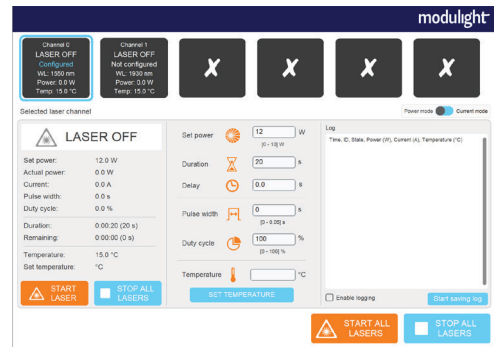 modulight
Channel 0
LASER OFF
Configured
WL: 1550 nm
Power: 0.0 W
Temp: 15.0 °C
Channel 1
LASER OFF
Not configured
WL: 1930 nm
Power: 0.0 W
Temp: 15.0 °C
Selected laser channel
Power mode Current mode
LASER OFF
Set power: 12.0 W
Actual power: 0.0 W
Current: 0.0 A
Pulse width: 0.0 s
Duty cycle: 0.0 %
Duration: 0:00:20 (20 s)
Remaining: 0:00:00 (0 s)
Temperature: 15.0 °C
Set temperature: °C
START LASER
STOP ALL LASERS
Set power 12 W
[0 - 13] W
Duration 20 s
Delay 0.0 s
Pulse width 0 s
[0 - 0.05] s
Duty cycle 100 %
[0 - 100] %
Temperature °C
SET TEMPERATURE
Log
Time, ID, State, Power (W), Current (A), Temperature (°C)
Enable logging
Start saving log
START ALL LASERS
STOP ALL LASERS